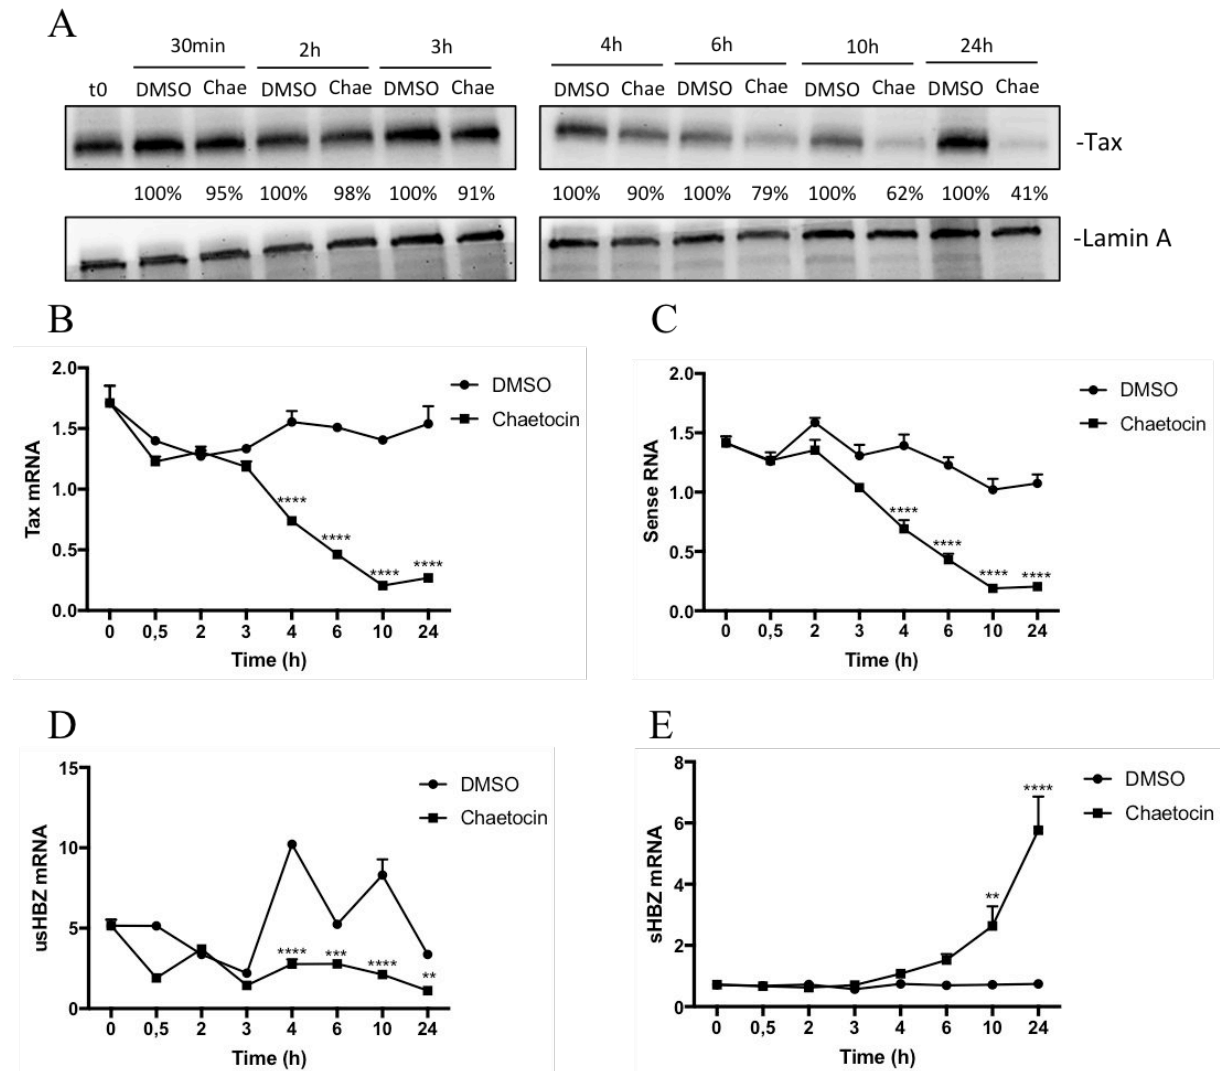 A
30min 2h 3h 4h 6h 10h 24h
t0 DMSO Chae DMSO Chae DMSO Chae DMSO Chae DMSO Chae DMSO Chae DMSO Chae
-Tax
100% 95% 100% 98% 100% 91% 100% 90% 100% 79% 100% 62% 100% 41%
-Lamin A
B
2.0
1.5
1.0
0.5
0.0
Tax mRNA
DMSO
Chaetocin
****
****
****
****
0 0,5 2 3 4 6 10 24
Time (h)
C
2.0
1.5
1.0
0.5
0.0
Sense RNA
DMSO
Chaetocin
****
****
****
****
0 0,5 2 3 4 6 10 24
Time (h)
D
15
10
5
0
usHBZ mRNA
DMSO
Chaetocin
**** *** **** **
0 0,5 2 3 4 6 10 24
Time (h)
E
8
6
4
2
0
sHBZ mRNA
DMSO
Chaetocin
****
**
0 0,5 2 3 4 6 10 24
Time (h)